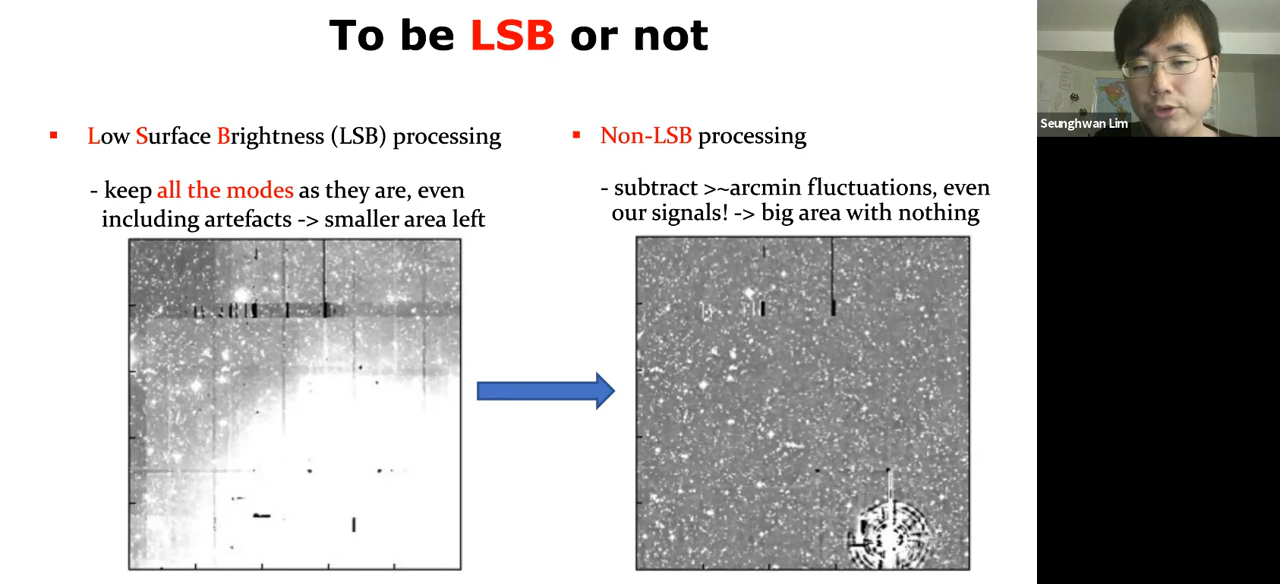 To be LSB or not
▪ Low Surface Brightness (LSB) processing
- keep all the modes as they are, even
including artefacts -> smaller area left
▪ Non-LSB processing
- subtract >~arcmin fluctuations, even
our signals! -> big area with nothing
Seunghwan Lim